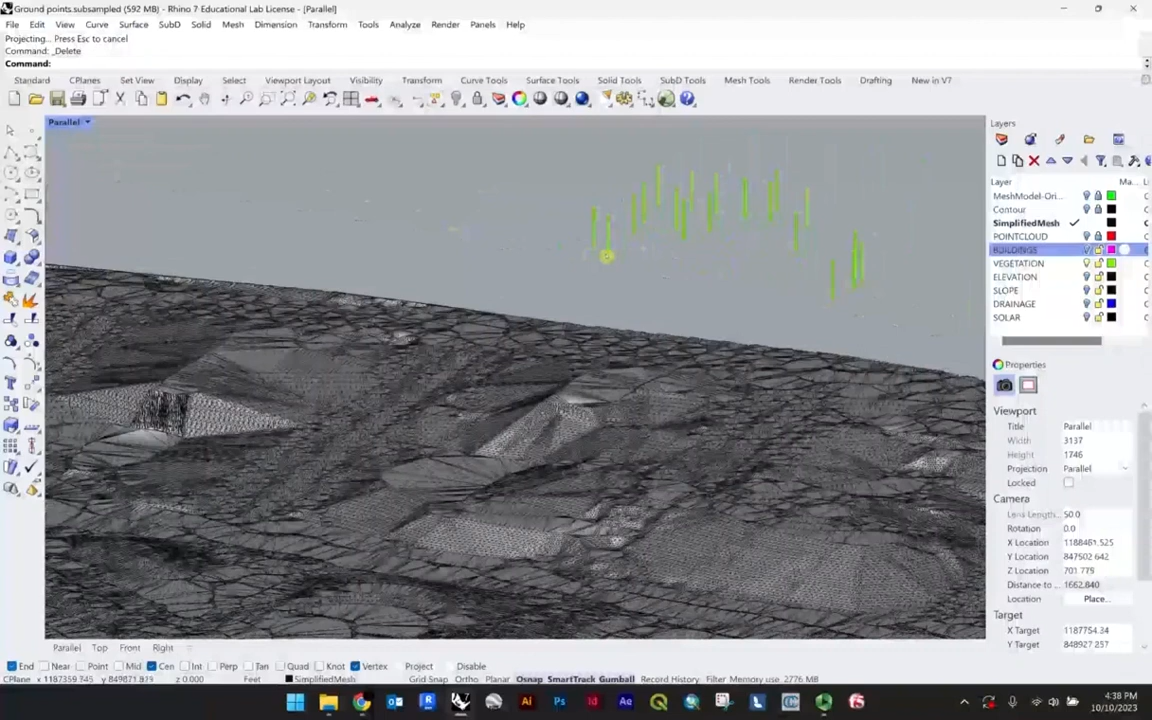 Ground points.subsampled (592 MB) - Rhino 7 Educational Lab License - [Parallel]
File Edit View Curve Surface SubD Solid Mesh Dimension Transform Tools Analyze Render Panels Help
Projecting... Press Esc to cancel
Command: _Delete
Command:
Standard CPlanes Set View Display Select Viewport Layout Visibility Transform Curve Tools Surface Tools Solid Tools SubD Tools Mesh Tools Render Tools Drafting New in V7
Parallel
Layers
Layer Ma... L
MeshModel-Ori...
Contour
SimplifiedMesh
POINTCLOUD
BUILDINGS
VEGETATION
ELEVATION
SLOPE
DRAINAGE
SOLAR
Properties
Viewport
Title Parallel
Width 3137
Height 1746
Projection Parallel
Locked
Camera
Lens Length... 50.0
Rotation 0.0
X Location 1188461.525
Y Location 847502.642
Z Location 701.779
Distance to ... 1662.840
Location Place...
Target
X Target 1187754.34
Y Target 848927.257
Parallel Top Front Right
End Near Point Mid Cen Int Perp Tan Quad Knot Vertex Project Disable
CPlane z 0.000 Feet SimplifiedMesh Grid Snap Ortho Planar Osnap SmartTrack Gumball Record History Filter Memory use: 2776 MB
4:38 PM
10/10/2023